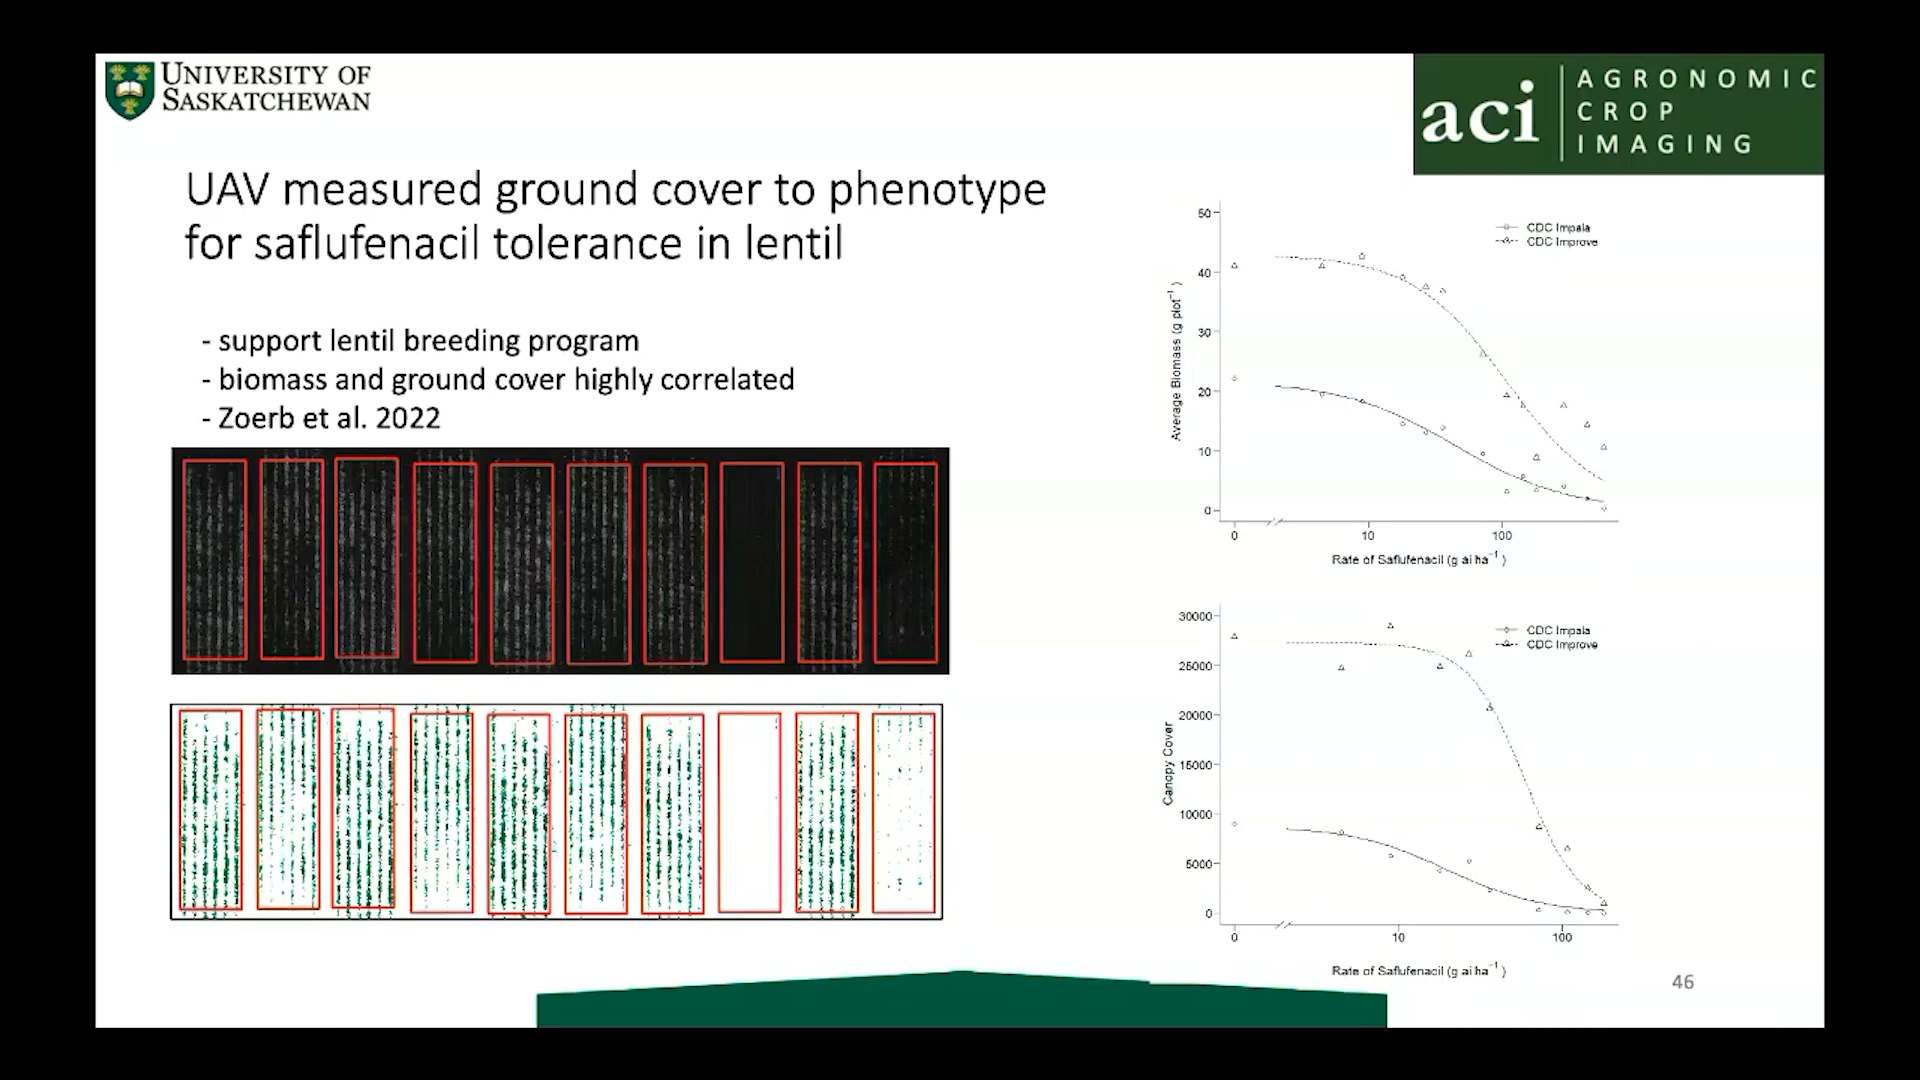 UNIVERSITY OF
SASKATCHEWAN
aci
AGRONOMIC
CROP
IMAGING
UAV measured ground cover to phenotype
for saflufenacil tolerance in lentil
- support lentil breeding program
- biomass and ground cover highly correlated
- Zoerb et al. 2022
CDC Impala
CDC Improve
Average Biomass (g plot⁻¹)
50
40
30
20
10
0
0 10 100
Rate of Saflufenacil (g ai ha⁻¹)
CDC Impala
CDC Improve
Canopy Cover
30000
25000
20000
15000
10000
5000
0
0 10 100
Rate of Saflufenacil (g ai ha⁻¹)
46